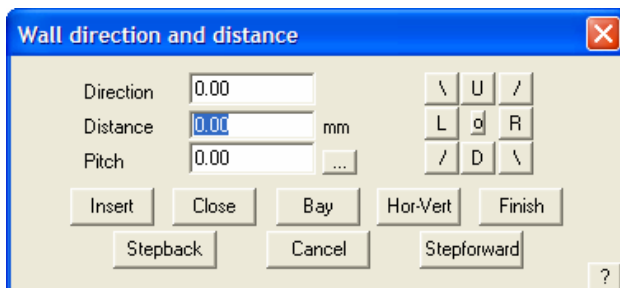 Wall direction and distance
Direction 0.00 \ U /
Distance 0.00 mm L o R
Pitch 0.00 ... / D \
Insert Close Bay Hor-Vert Finish
Stepback Cancel Stepforward
?